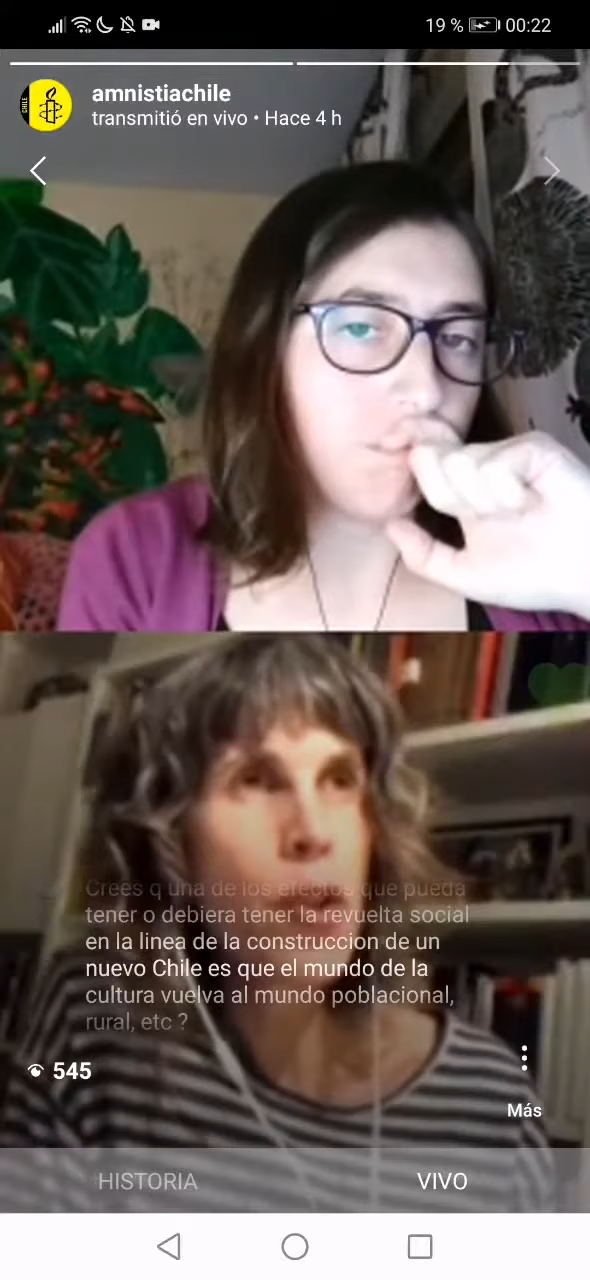 19 % 00:22
CHILE
amnistiachile
transmitió en vivo • Hace 4 h
Crees q una de los efectos que pueda
tener o debiera tener la revuelta social
en la linea de la construccion de un
nuevo Chile es que el mundo de la
cultura vuelva al mundo poblacional,
rural, etc ?
545
Más
HISTORIA VIVO